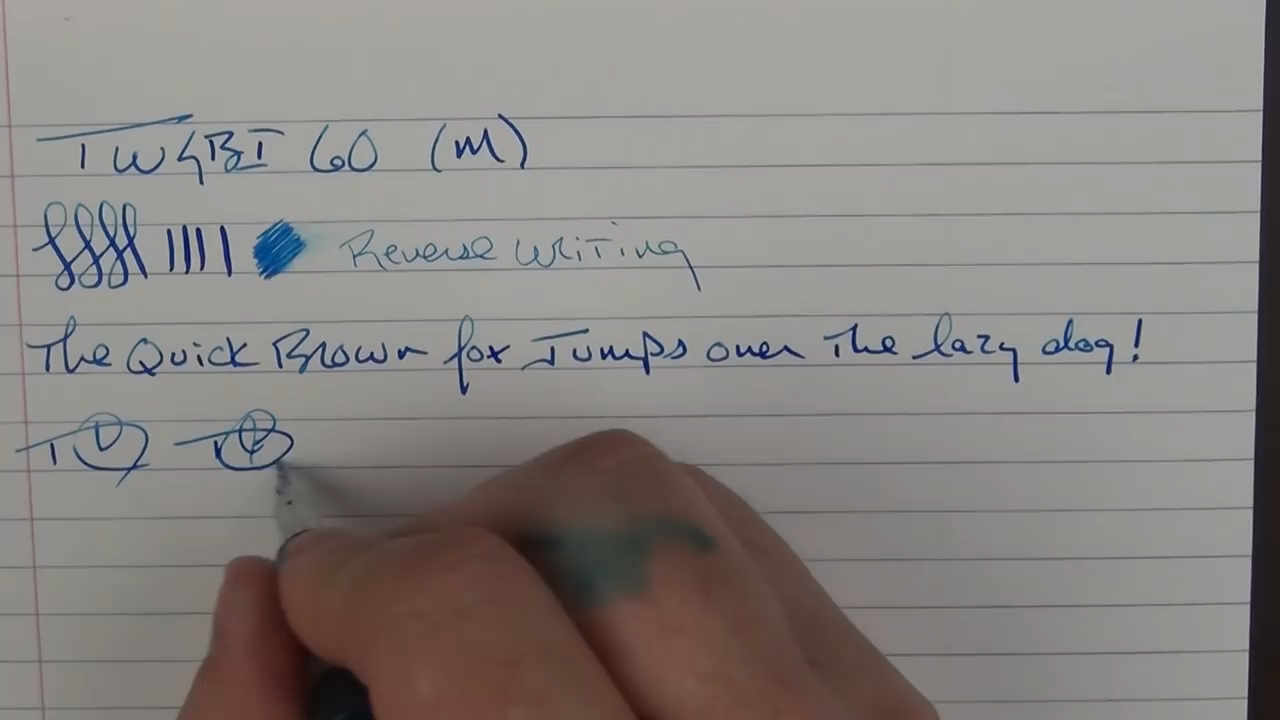 TWSBI 60 (M)
Reverse Writing
The Quick Brown fox Jumps over The lazy dog!